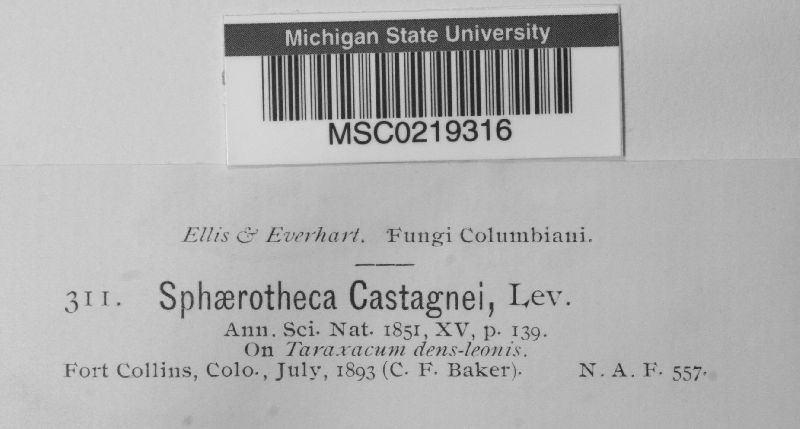 Michigan State University
MSC0219316
Ellis & Everhart. Fungi Columbiani.
311. Sphærotheca Castagnei, Lev.
Ann. Sci. Nat. 1851, XV, p. 139.
On Taraxacum dens-leonis.
Fort Collins, Colo., July, 1893 (C. F. Baker). N. A. F. 557.